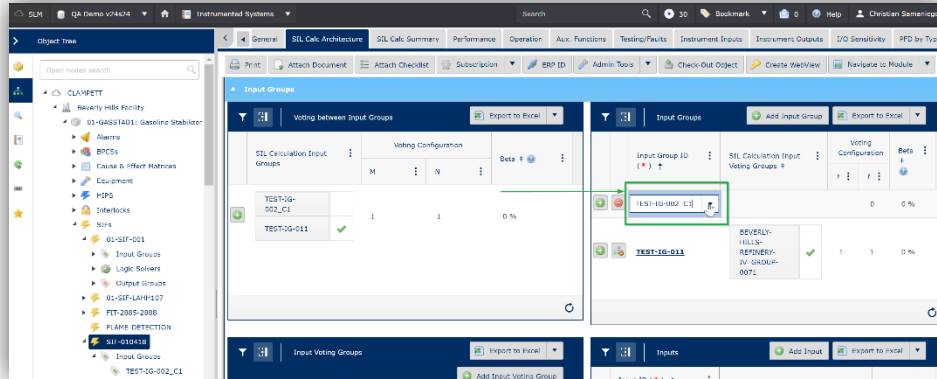 SLM QA Demo v24s24 Instrumented Systems Search 30 Bookmark 0 Help Christian Samaniego
Object Tree
General SIL Calc Architecture SIL Calc Summary Performance Operation Aux. Functions Testing/Faults Instrument Inputs Instrument Outputs I/O Sensitivity PFD by Typ
Open nodes search
Print Attach Document Attach Checklist Subscription ERP ID Admin Tools Check-Out Object Create WebView Navigate to Module
CLAMPETT
Beverly Hills Facility
01-GASSTAB1: Gasoline Stabilizer
Alarms
BPCSs
Cause & Effect Matrices
Equipment
HIPS
Interlocks
SIFs
01-SIF-001
Input Groups
Logic Solvers
Output Groups
01-SIF-LAHH107
FIT-2885-2888
FLAME DETECTION
SIF-010418
Input Groups
TEST-IG-002_C1
Input Groups
Voting between Input Groups Export to Excel
SIL Calculation Input
Groups
Voting Configuration
M N
Beta
TEST-IG-
002_C1
TEST-IG-011
1 1 0 %
Input Groups Add Input Group Export to Excel
Input Group ID
(*)
SIL Calculation Input
Voting Groups
Voting
Configuration
Beta
TEST-IG-002 C1
0 0 %
TEST-IG-011
BEVERLY-
HILLS-
REFINERY-
IV GROUP-
0071
1 1 0 %
Input Voting Groups Export to Excel
Add Input Voting Group
Inputs Add Input Export to Excel